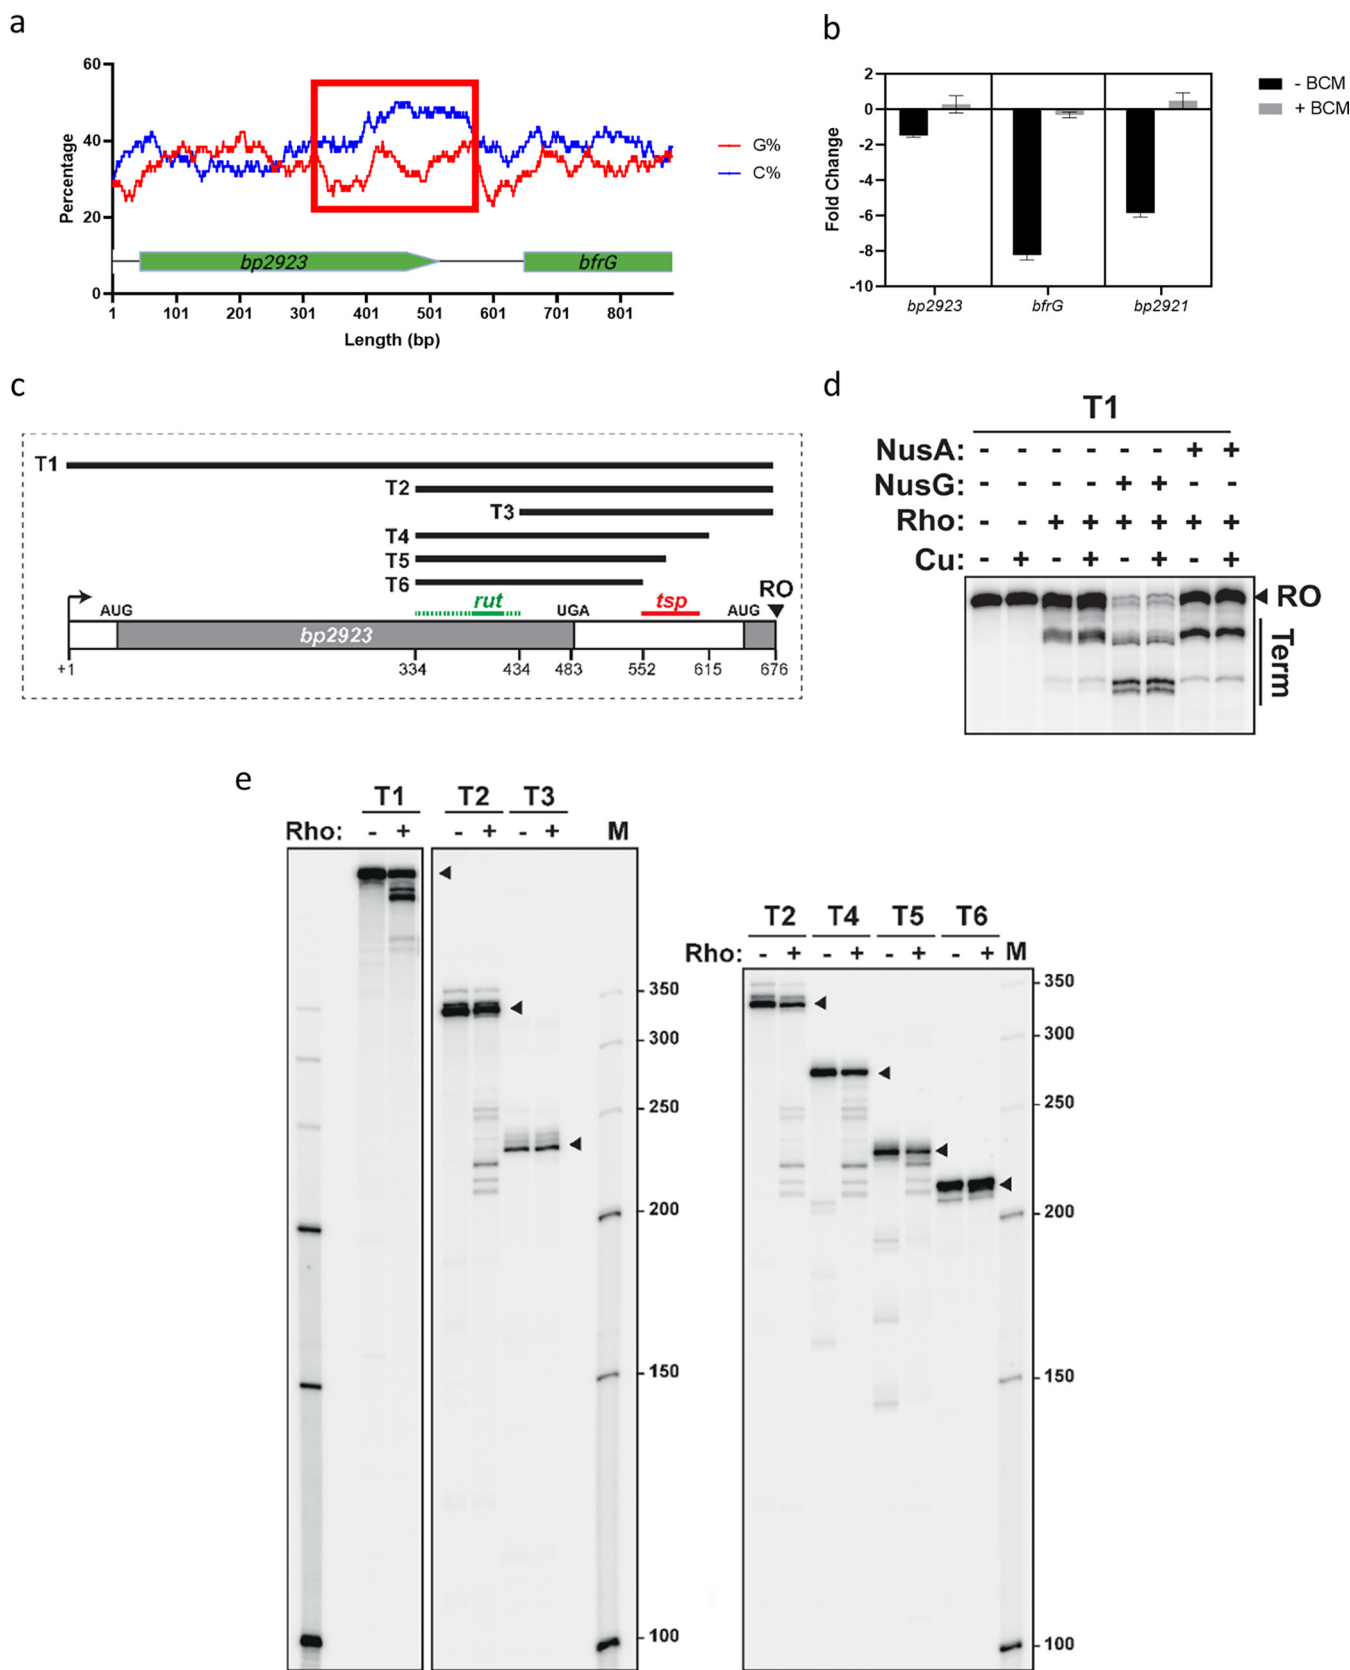 a
60
40
20
0
Percentage
G%
C%
bp2923
bfrG
1 101 201 301 401 501 601 701 801
Length (bp)
b
2
0
-2
-4
-6
-8
-10
Fold Change
- BCM
+ BCM
bp2923 bfrG bp2921
c
T1
T2
T3
T4
T5
T6
rut
tsp
RO
AUG
UGA
AUG
bp2923
+1 334 434 483 552 615 676
d
T1
NusA: - - - - - - + +
NusG: - - - - + + - -
Rho: - - + + + + + +
Cu: - + - + - + - +
RO
Term
e
T1 T2 T3
Rho: - + - + - + M
350
300
250
200
150
100
T2 T4 T5 T6
Rho: - + - + - + - + M
350
300
250
200
150
100